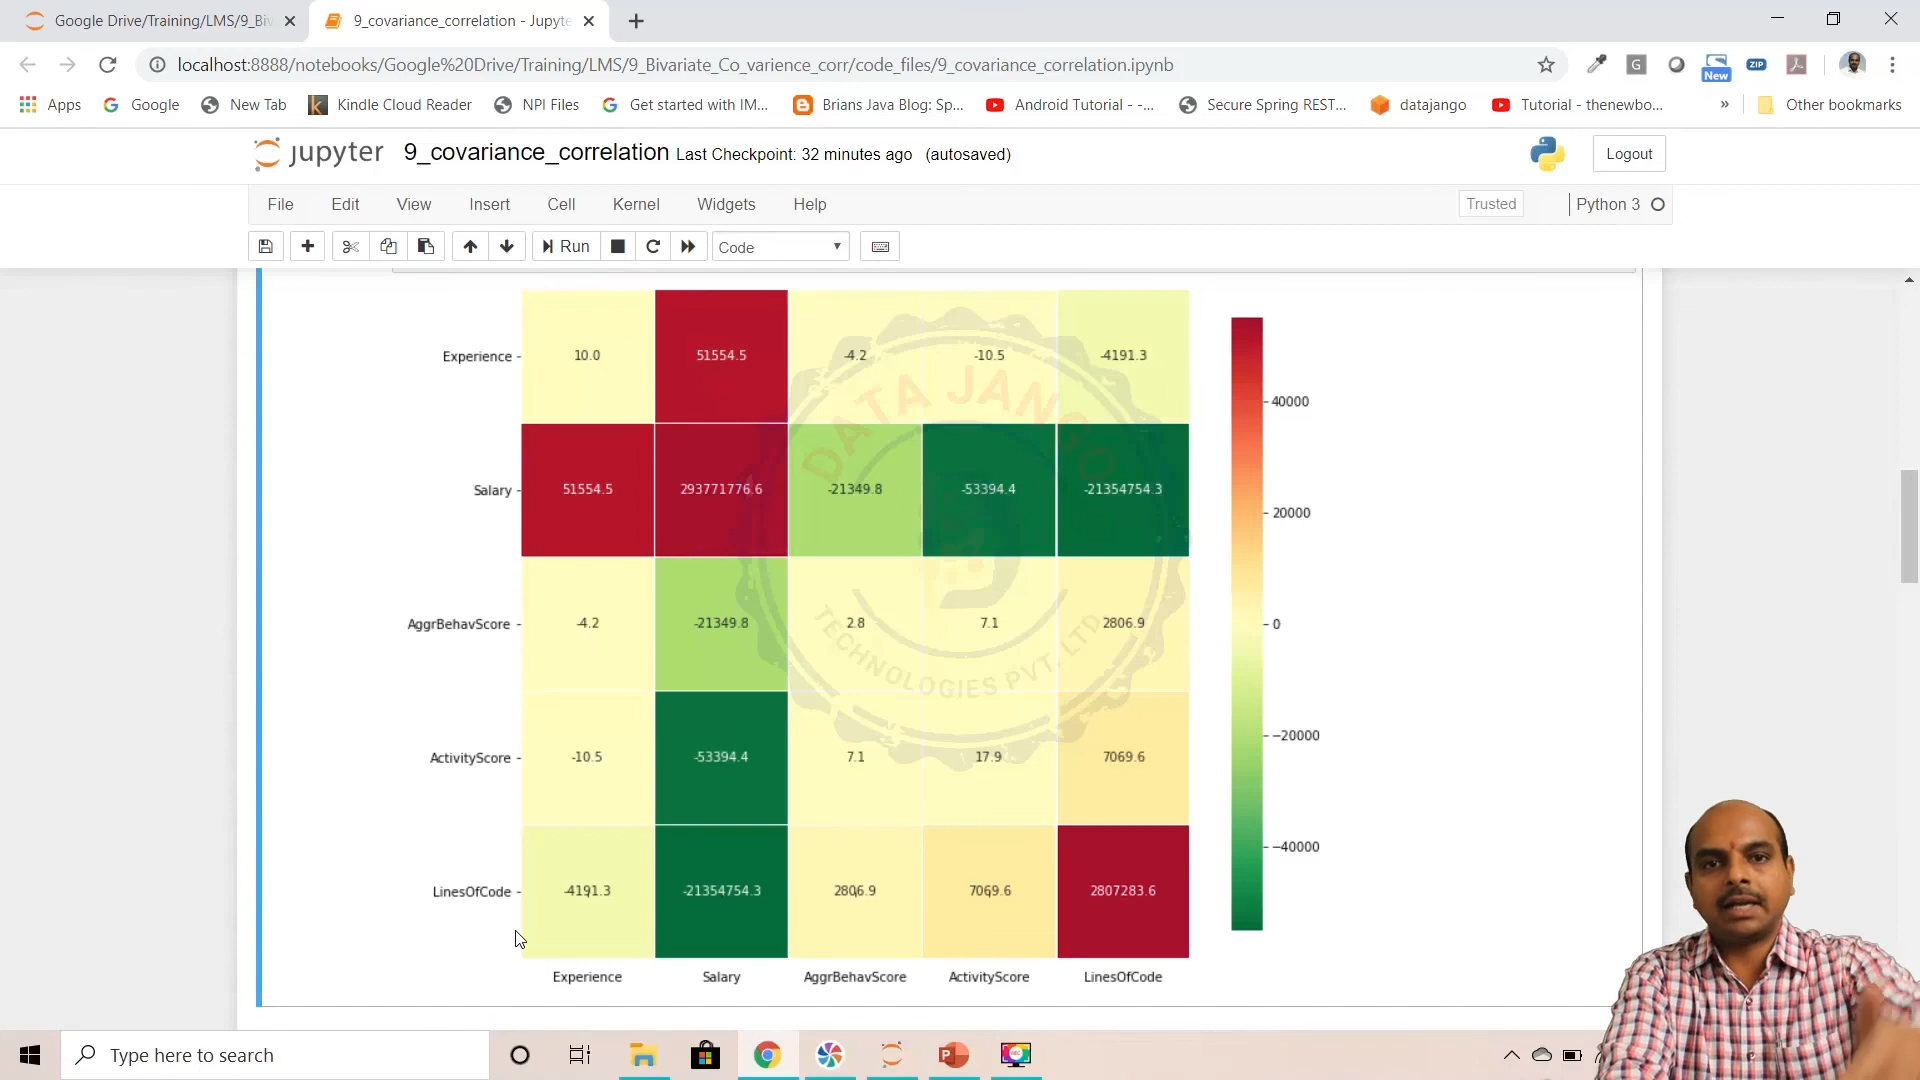 Google Drive/Training/LMS/9_Biv
9_covariance_correlation - Jupyte
localhost:8888/notebooks/Google%20Drive/Training/LMS/9_Bivariate_Co_varience_corr/code_files/9_covariance_correlation.ipynb
G
New
ZIP
Apps Google New Tab Kindle Cloud Reader NPI Files Get started with IM... Brians Java Blog: Sp... Android Tutorial - -... Secure Spring REST... datajango Tutorial - thenewbo... » Other bookmarks
jupyter 9_covariance_correlation Last Checkpoint: 32 minutes ago (autosaved) Logout
File Edit View Insert Cell Kernel Widgets Help Trusted Python 3
Run Code
Experience 10.0 51554.5 -4.2 -10.5 -4191.3
Salary 51554.5 293771776.6 -21349.8 -53394.4 -21354754.3
AggrBehavScore -4.2 -21349.8 2.8 7.1 2806.9
ActivityScore -10.5 -53394.4 7.1 17.9 7069.6
LinesOfCode -4191.3 -21354754.3 2806.9 7069.6 2807283.6
Experience Salary AggrBehavScore ActivityScore LinesOfCode
40000
20000
0
−20000
−40000
DATA JANGO
TECHNOLOGIES PVT. LTD
Type here to search